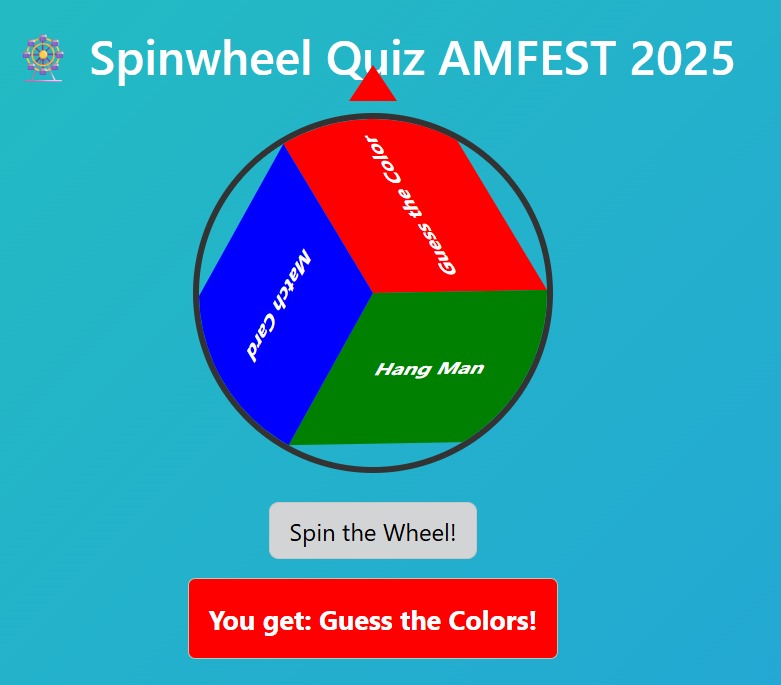 Spinwheel Quiz AMFEST 2025
Guess the Color
Match Card
Hang Man
Spin the Wheel!
You get: Guess the Colors!